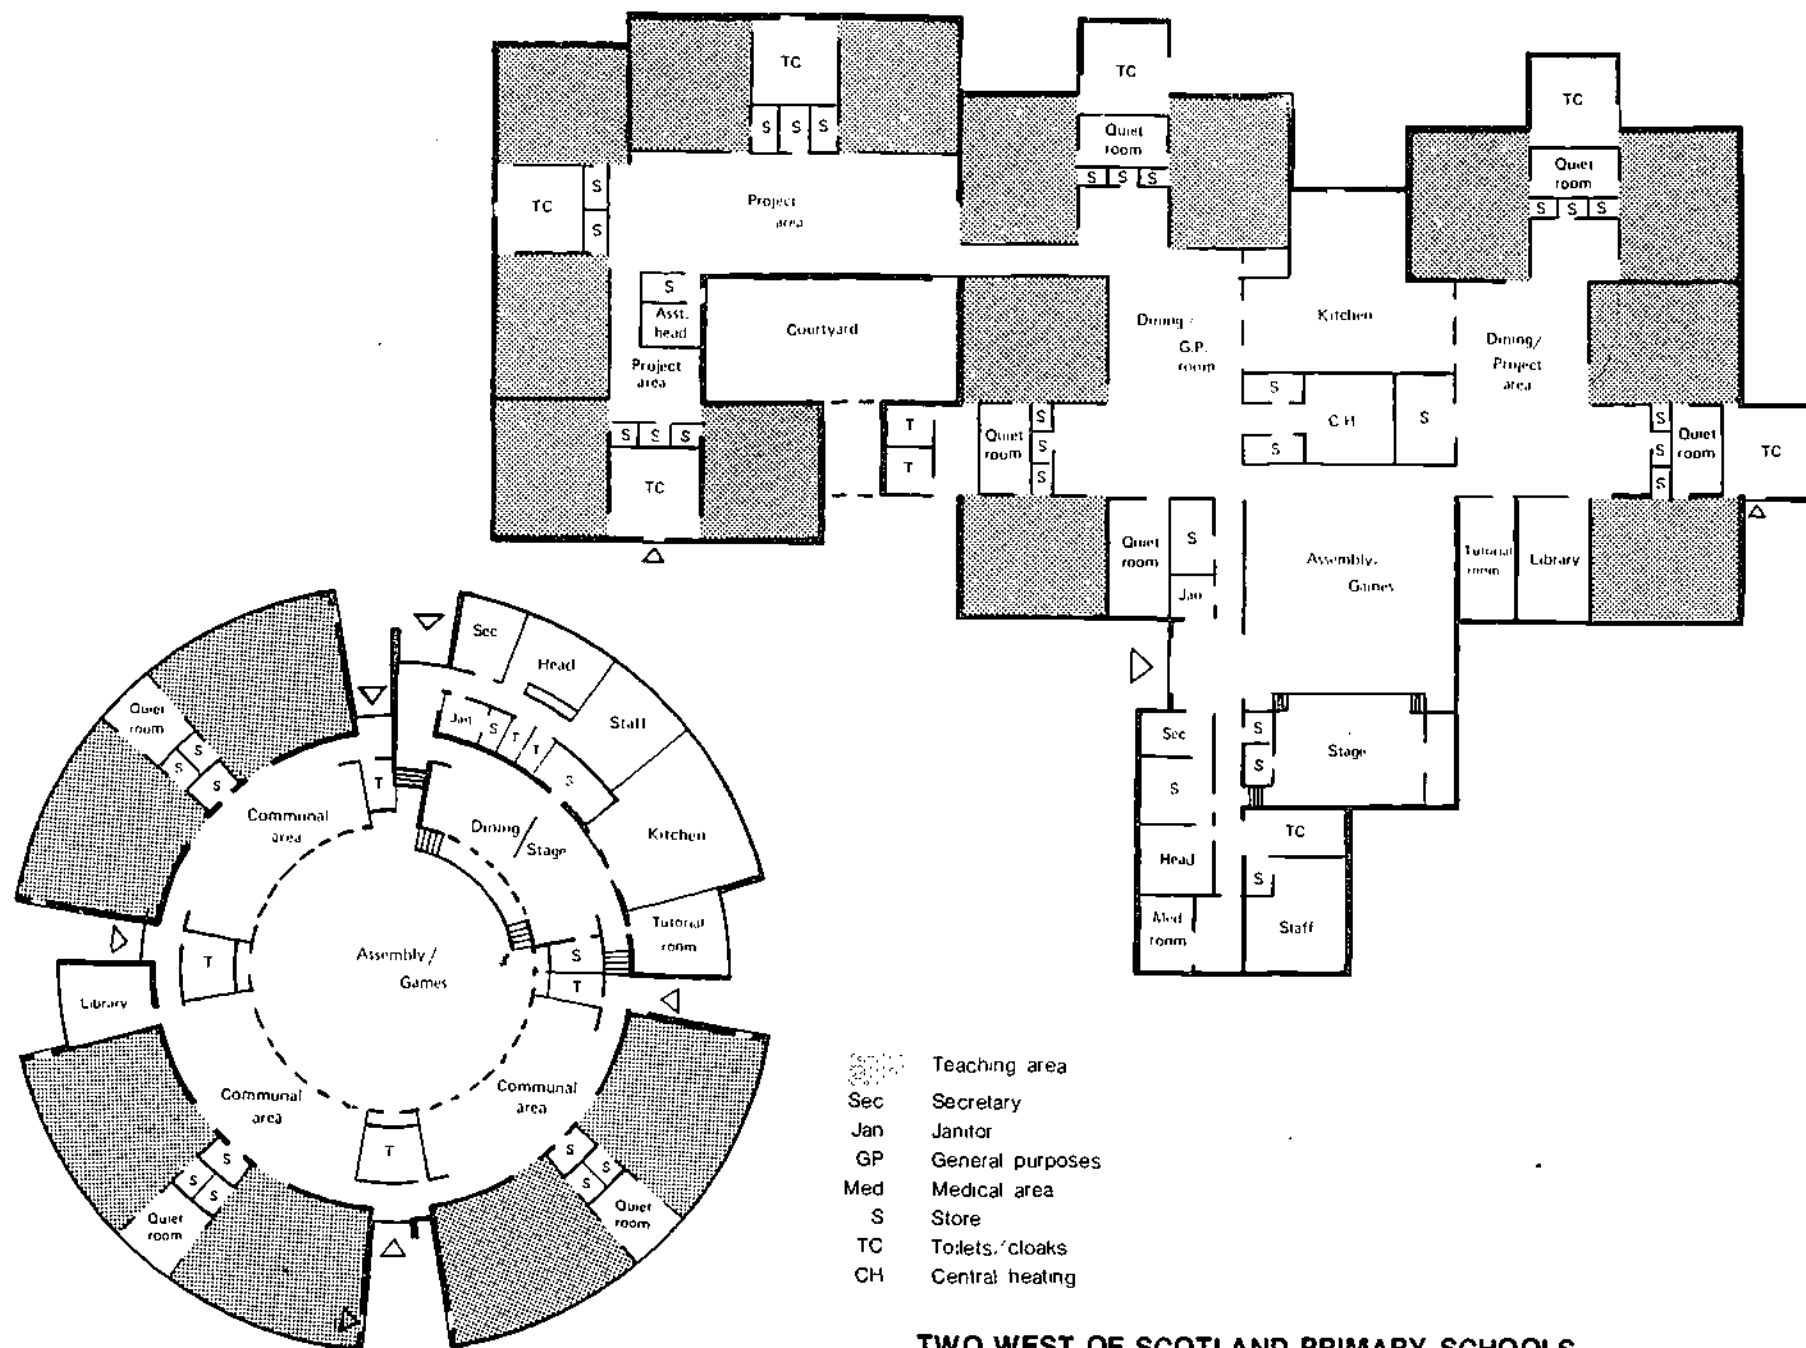 TC
S S S
TC
S
S
Project
area
S
Asst.
head
Project
area
S S S
TC
Courtyard
T
T
TC
Quiet
room
S S S
Dining /
G.P.
room
Quiet
room
S
S
S
Quiet
room
S
Jan
Kitchen
S
C H
S
S
TC
Quiet
room
S S S
Dining/
Project
area
S
S
S
Quiet
room
TC
Assembly/
Games
Tutorial
room
Library
Sec
S
Head
Med
room
S
S
Stage
TC
S
Staff
Sec
Head
Staff
Jan
S
T
T
S
Kitchen
Quiet
room
S
S
S
Communal
area
T
Dining
Stage
Tutorial
room
T
Library
Assembly/
Games
S
T
Communal
area
Communal
area
T
S
S
S
Quiet
room
S
S
S
Quiet
room
Teaching area
Sec Secretary
Jan Janitor
GP General purposes
Med Medical area
S Store
TC Toilets/cloaks
CH Central heating
TWO WEST OF SCOTLAND PRIMARY SCHOOLS